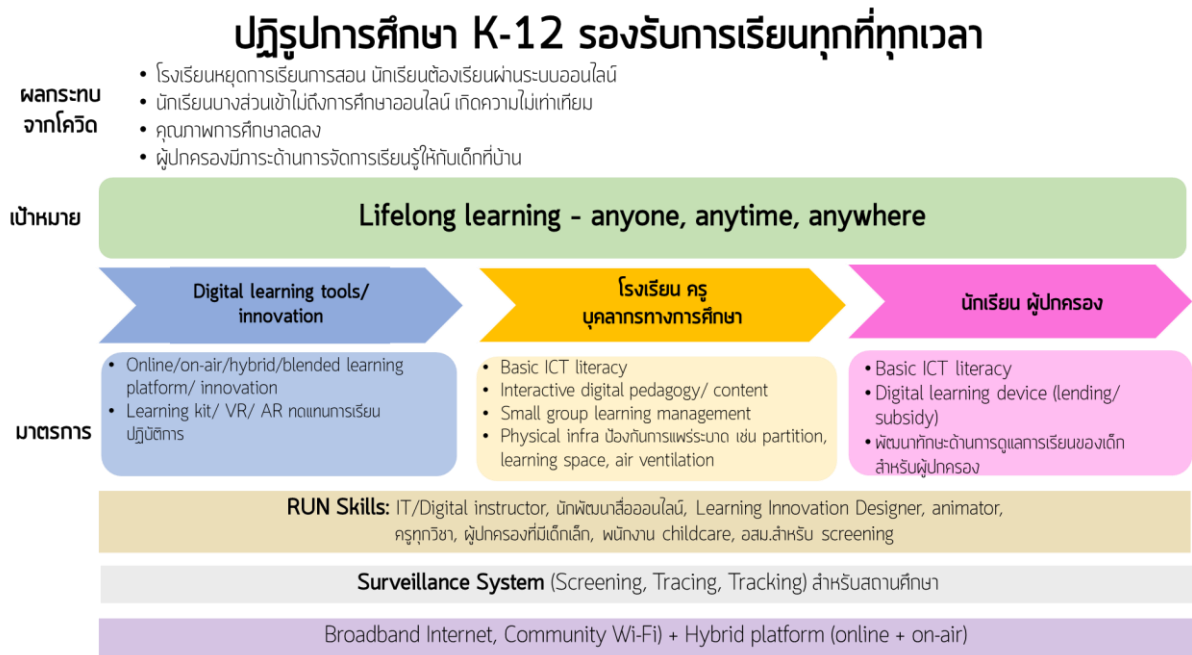 ปฏิรูปการศึกษา K-12 รองรับการเรียนทุกที่ทุกเวลา
ผลกระทบ
จากโควิด
• โรงเรียนหยุดการเรียนการสอน นักเรียนต้องเรียนผ่านระบบออนไลน์
• นักเรียนบางส่วนเข้าไม่ถึงการศึกษาออนไลน์ เกิดความไม่เท่าเทียม
• คุณภาพการศึกษาลดลง
• ผู้ปกครองมีภาระด้านการจัดการเรียนรู้ให้กับเด็กที่บ้าน
เป้าหมาย
Lifelong learning - anyone, anytime, anywhere
Digital learning tools/
innovation
โรงเรียน ครู
บุคลากรทางการศึกษา
นักเรียน ผู้ปกครอง
มาตรการ
• Online/on-air/hybrid/blended learning
platform/ innovation
• Learning kit/ VR/ AR ทดแทนการเรียน
ปฏิบัติการ
• Basic ICT literacy
• Interactive digital pedagogy/ content
• Small group learning management
• Physical infra ป้องกันการแพร่ระบาด เช่น partition,
learning space, air ventilation
• Basic ICT literacy
• Digital learning device (lending/
subsidy)
• พัฒนาทักษะด้านการดูแลการเรียนของเด็ก
สำหรับผู้ปกครอง
RUN Skills: IT/Digital instructor, นักพัฒนาสื่อออนไลน์, Learning Innovation Designer, animator,
ครูทุกวิชา, ผู้ปกครองที่มีเด็กเล็ก, พนักงาน childcare, อสม.สำหรับ screening
Surveillance System (Screening, Tracing, Tracking) สำหรับสถานศึกษา
Broadband Internet, Community Wi-Fi) + Hybrid platform (online + on-air)